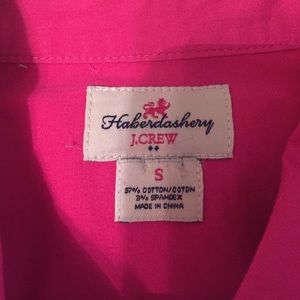 Haberdashery
J.CREW
S
97% COTTON/COTON
3% SPANDEX
MADE IN CHINA